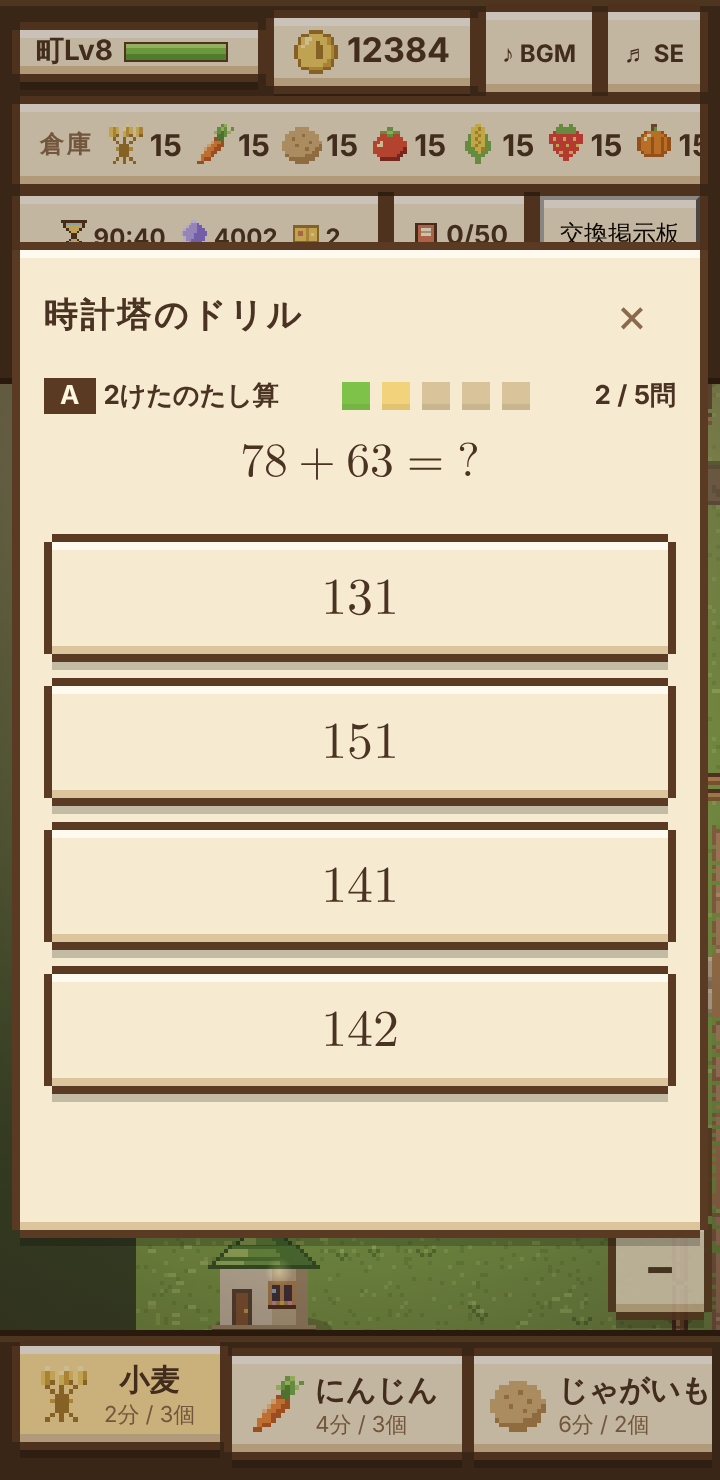 町Lv8
12384
♪ BGM
♬ SE
倉庫 15 15 15 15 15 15 15
90:40 4002 2
0/50
交換掲示板
時計塔のドリル ×
A 2けたのたし算 2 / 5問
78 + 63 = ?
131
151
141
142
−
小麦
2分 / 3個
にんじん
4分 / 3個
じゃがいも
6分 / 2個